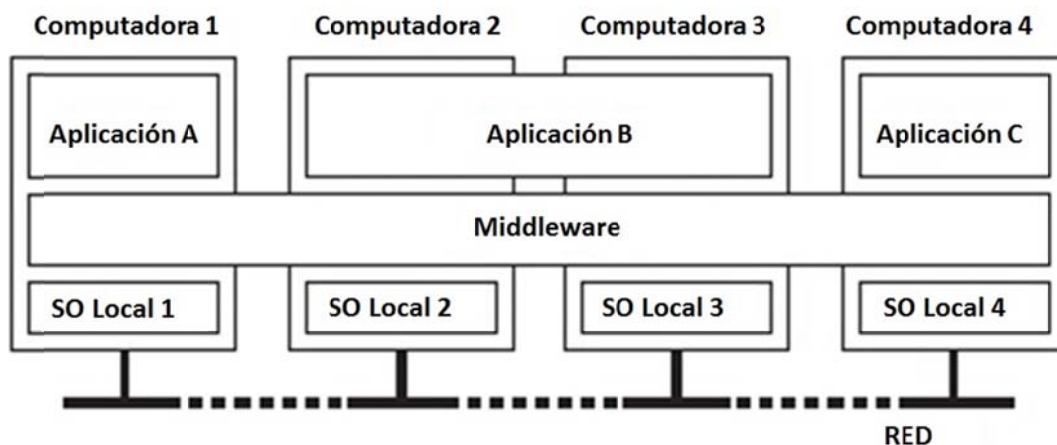 Computadora 1 Computadora 2 Computadora 3 Computadora 4
Aplicación A Aplicación B Aplicación C
Middleware
SO Local 1 SO Local 2 SO Local 3 SO Local 4
RED